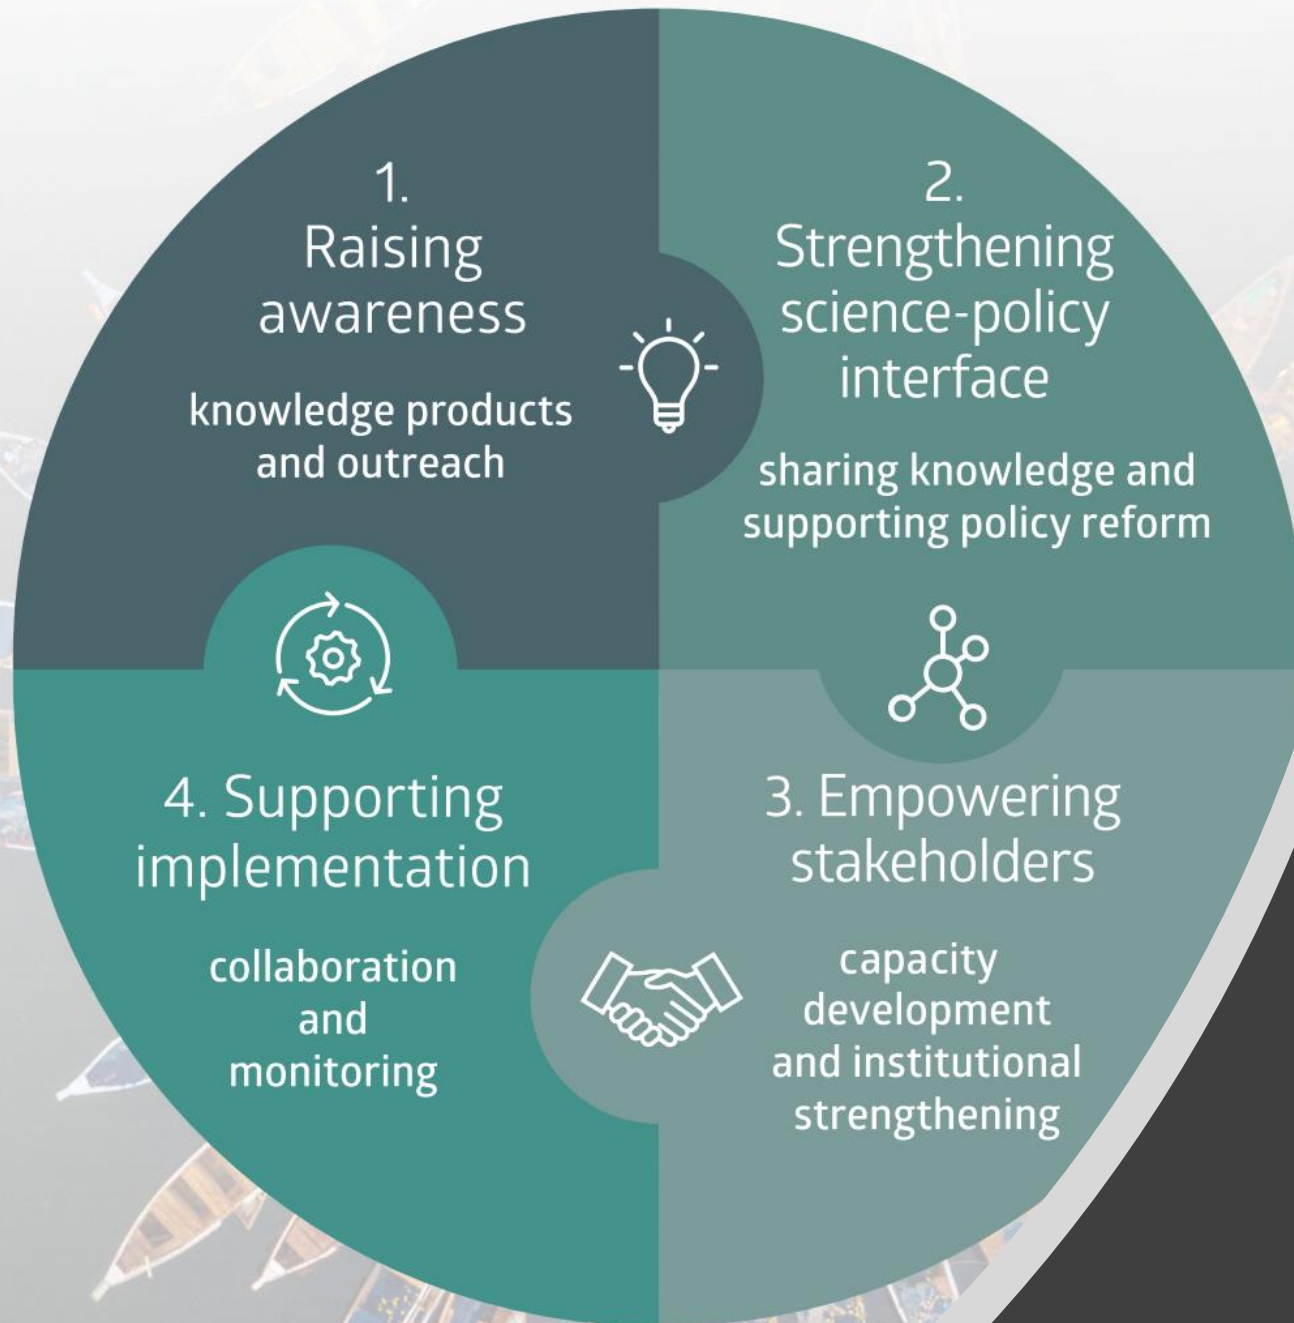 1.
Raising
awareness
knowledge products
and outreach
2.
Strengthening
science-policy
interface
sharing knowledge and
supporting policy reform
3. Empowering
stakeholders
capacity
development
and institutional
strengthening
4. Supporting
implementation
collaboration
and
monitoring